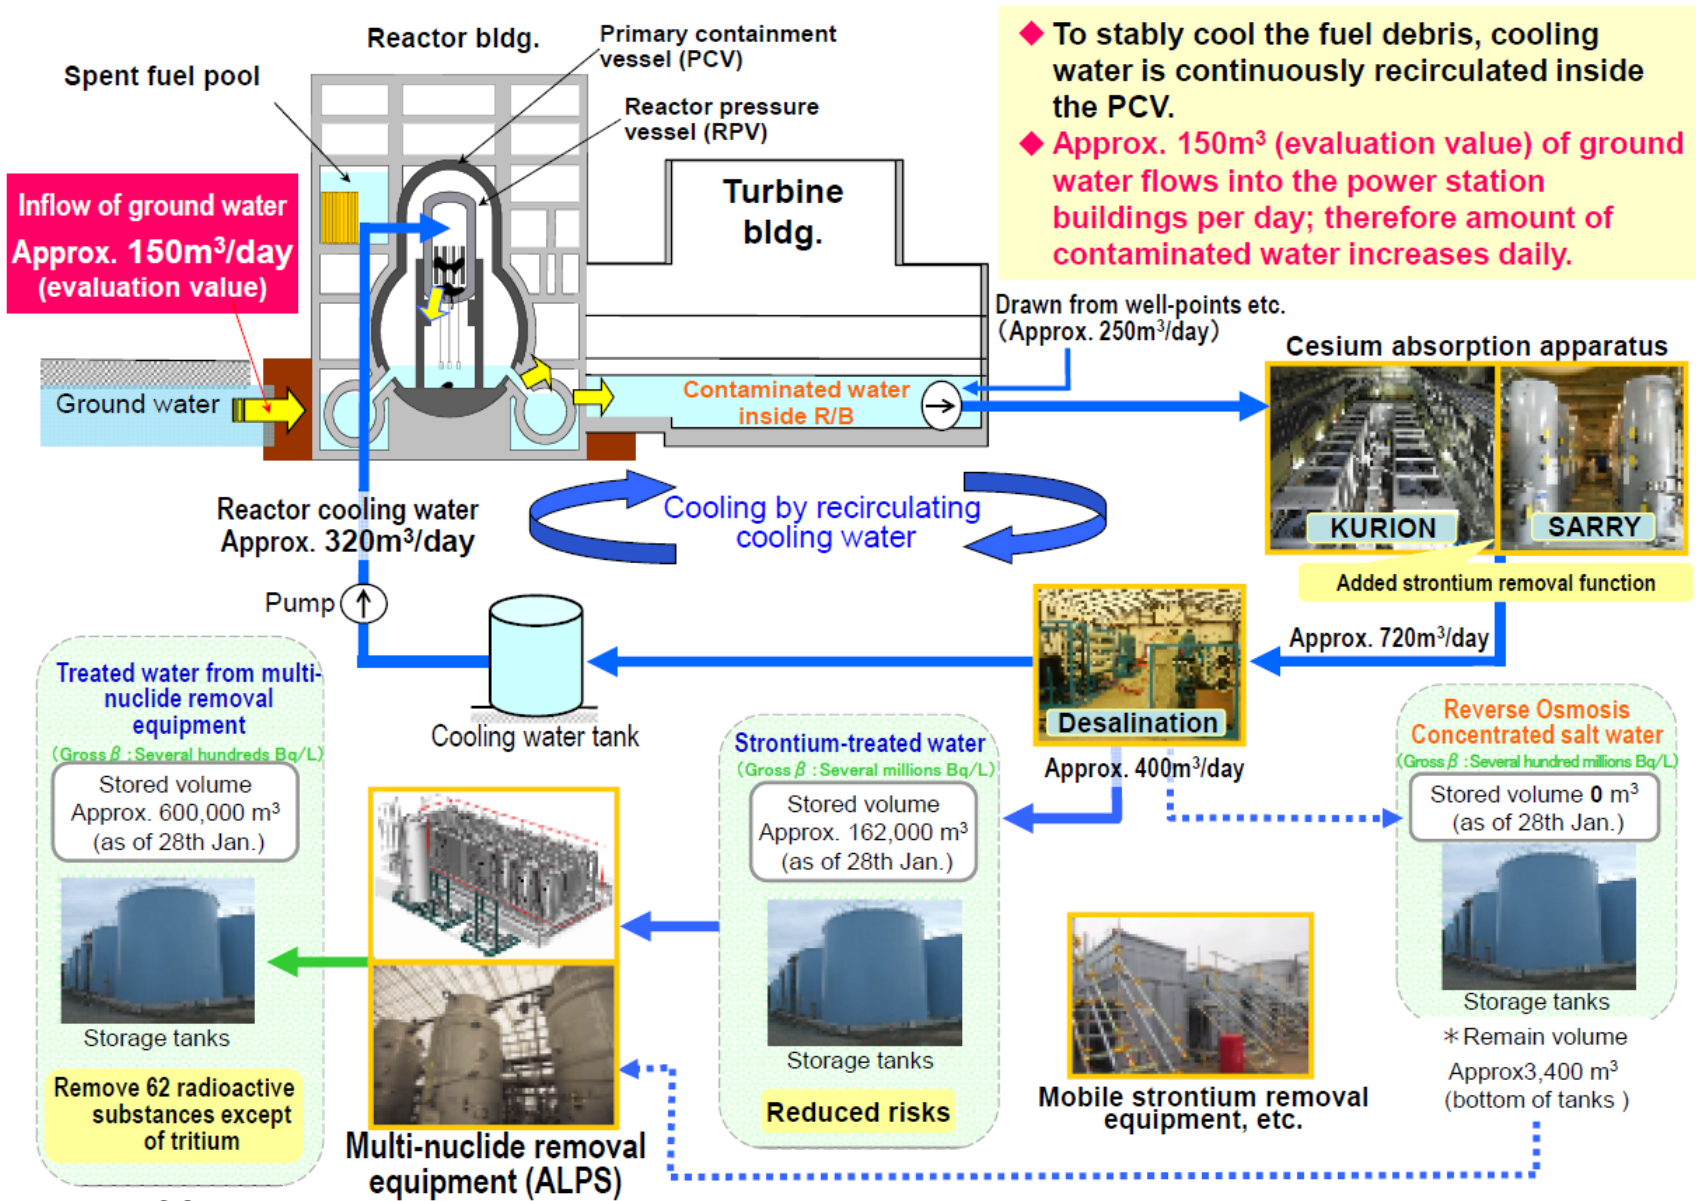 Reactor bldg.
Primary containment
vessel (PCV)
Spent fuel pool
Reactor pressure
vessel (RPV)
◆ To stably cool the fuel debris, cooling
water is continuously recirculated inside
the PCV.
◆ Approx. 150m³ (evaluation value) of ground
water flows into the power station
buildings per day; therefore amount of
contaminated water increases daily.
Inflow of ground water
Approx. 150m³/day
(evaluation value)
Turbine
bldg.
Drawn from well-points etc.
(Approx. 250m³/day)
Cesium absorption apparatus
Ground water
Contaminated water
inside R/B
KURION
SARRY
Reactor cooling water
Approx. 320m³/day
Cooling by recirculating
cooling water
Added strontium removal function
Pump
Approx. 720m³/day
Cooling water tank
Desalination
Approx. 400m³/day
Treated water from multi-
nuclide removal
equipment
(Gross β : Several hundreds Bq/L)
Stored volume
Approx. 600,000 m³
(as of 28th Jan.)
Storage tanks
Remove 62 radioactive
substances except
of tritium
Multi-nuclide removal
equipment (ALPS)
Strontium-treated water
(Gross β : Several millions Bq/L)
Stored volume
Approx. 162,000 m³
(as of 28th Jan.)
Storage tanks
Reduced risks
Mobile strontium removal
equipment, etc.
Reverse Osmosis
Concentrated salt water
(Gross β : Several hundred millions Bq/L)
Stored volume 0 m³
(as of 28th Jan.)
Storage tanks
＊Remain volume
Approx3,400 m³
(bottom of tanks )